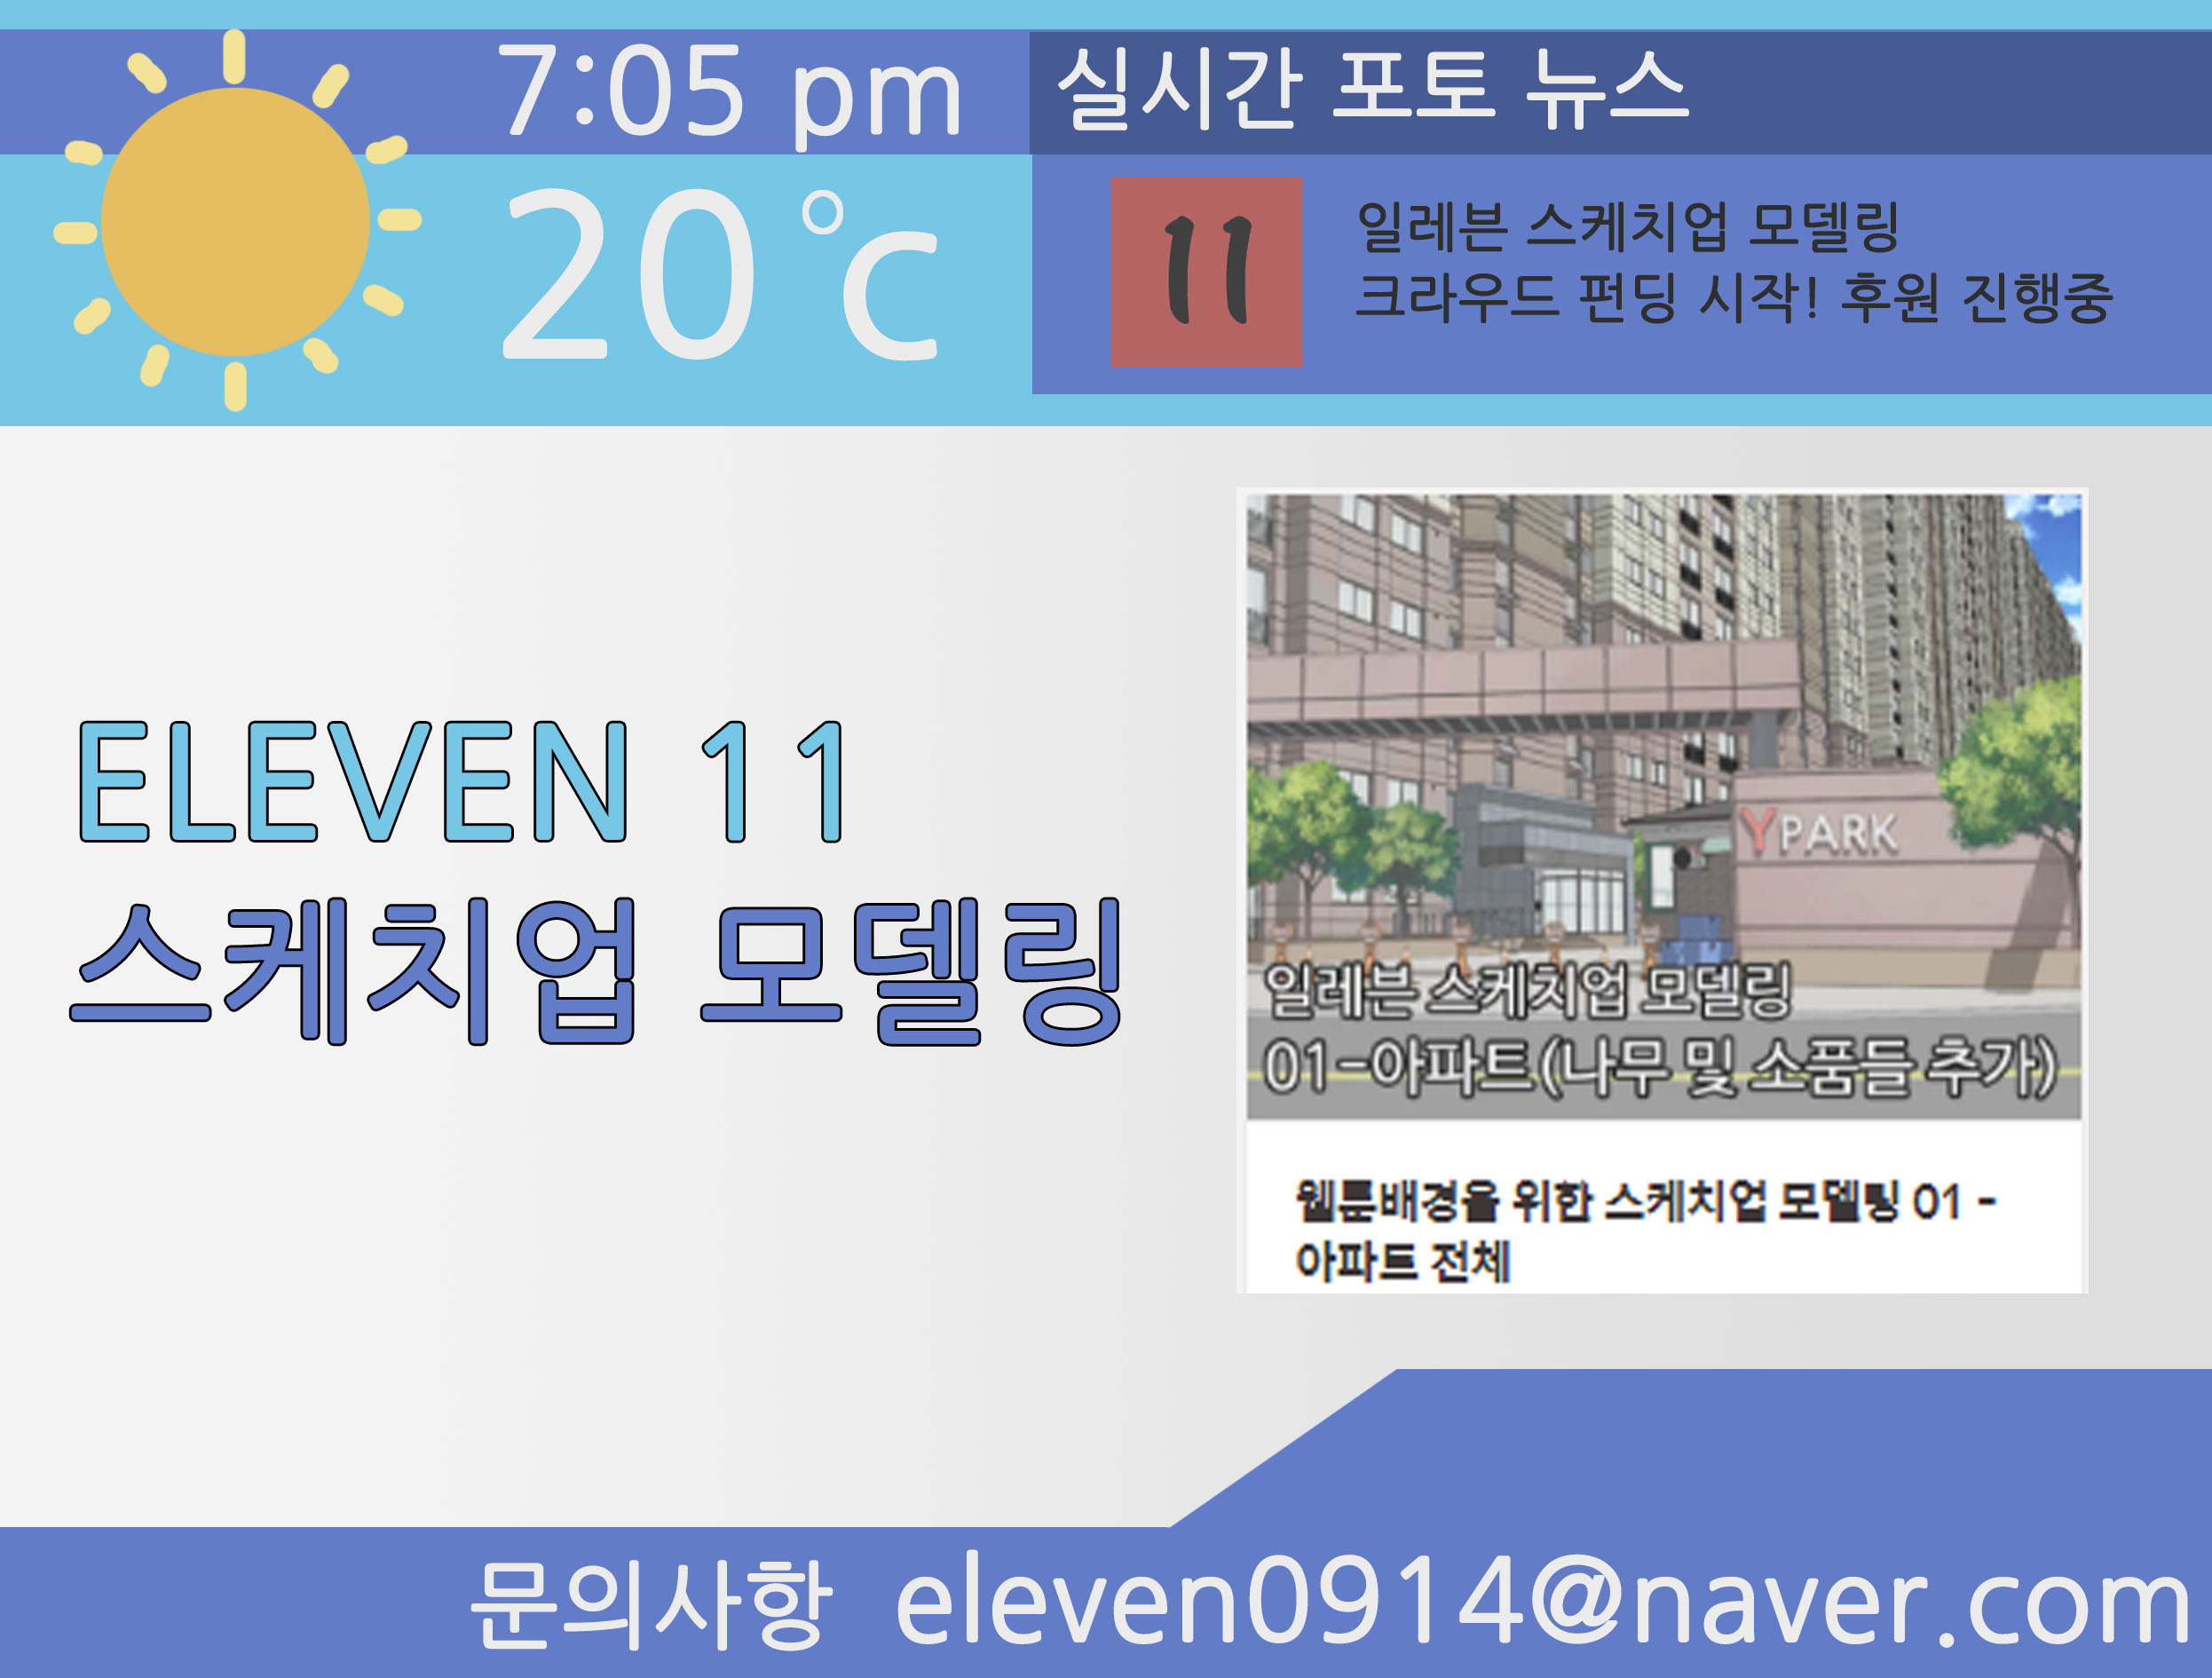 7:05 pm
20°c
실시간 포토 뉴스
11
일레븐 스케치업 모델링
크라우드 펀딩 시작! 후원 진행중
ELEVEN 11
스케치업 모델링
YPARK
일레븐 스케치업 모델링
01-아파트(나무 및 소품들 추가)
웹툰배경을 위한 스케치업 모델링 01 -
아파트 전체
문의사항 eleven0914@naver.com